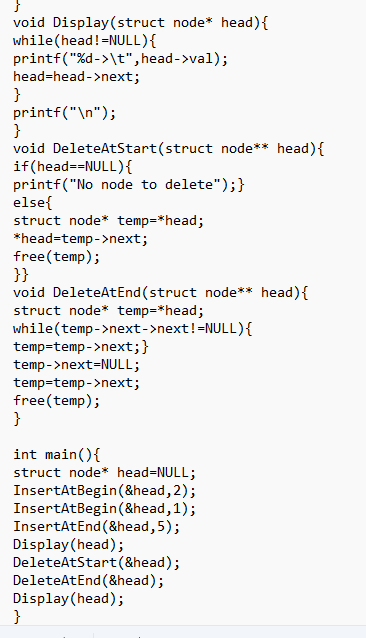 }
void Display(struct node* head){
while(head!=NULL){
printf("%d->\t",head->val);
head=head->next;
}
printf("\n");
}
void DeleteAtStart(struct node** head){
if(head==NULL){
printf("No node to delete");}
else{
struct node* temp=*head;
*head=temp->next;
free(temp);
}}
void DeleteAtEnd(struct node** head){
struct node* temp=*head;
while(temp->next->next!=NULL){
temp=temp->next;}
temp->next=NULL;
temp=temp->next;
free(temp);
}

int main(){
struct node* head=NULL;
InsertAtBegin(&head,2);
InsertAtBegin(&head,1);
InsertAtEnd(&head,5);
Display(head);
DeleteAtStart(&head);
DeleteAtEnd(&head);
Display(head);
}